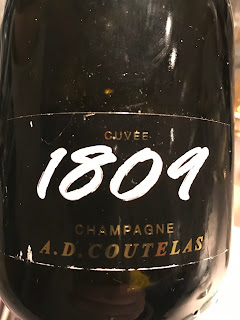 CUVÉE
1809
CHAMPAGNE
A.D. COUTELAS